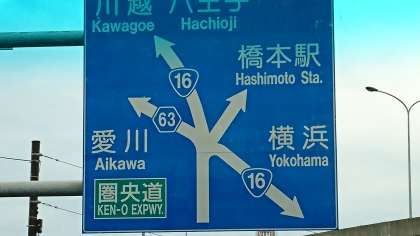 川越 八王子
Kawagoe Hachioji
16
橋本駅
Hashimoto Sta.
63
愛川
Aikawa
横浜
Yokohama
16
圏央道
KEN-O EXPWY.